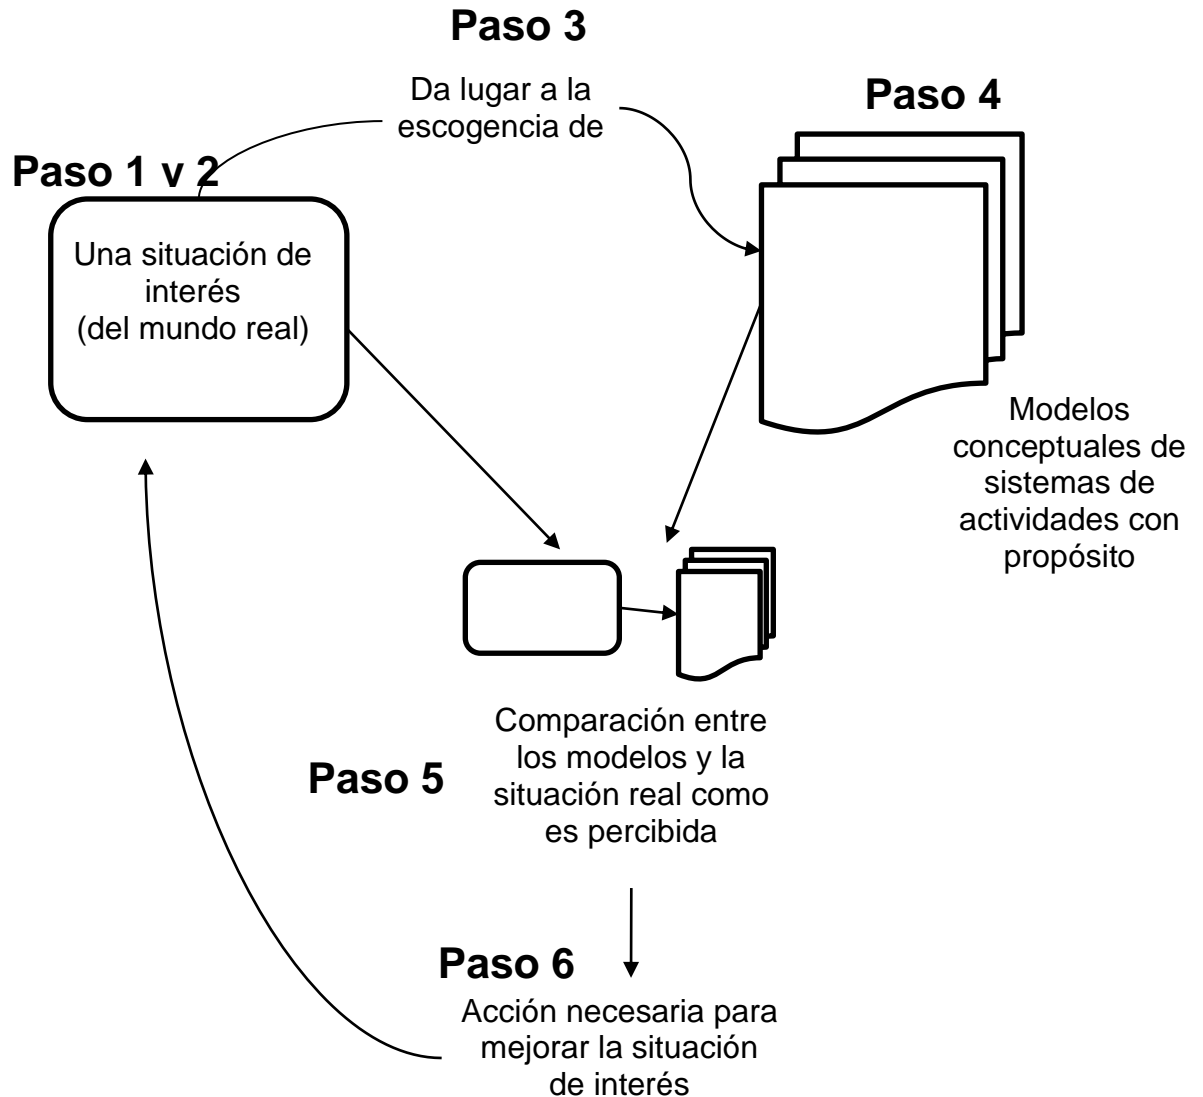 Paso 3
Da lugar a la
escogencia de
Paso 4
Paso 1 v 2
Una situación de
interés
(del mundo real)
Modelos
conceptuales de
sistemas de
actividades con
propósito
Comparación entre
los modelos y la
situación real como
es percibida
Paso 5
Paso 6
Acción necesaria para
mejorar la situación
de interés